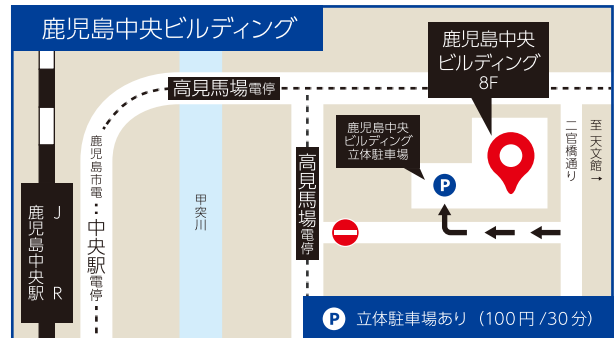 鹿児島中央ビルディング
鹿児島中央
ビルディング
8F
高見馬場電停
鹿児島中央
ビルディング
立体駐車場
P
二官橋通り
至 天文館→
高見馬場電停
甲突川
鹿児島市電
中央駅電停
JR
鹿児島中央駅
P 立体駐車場あり（100円/30分）